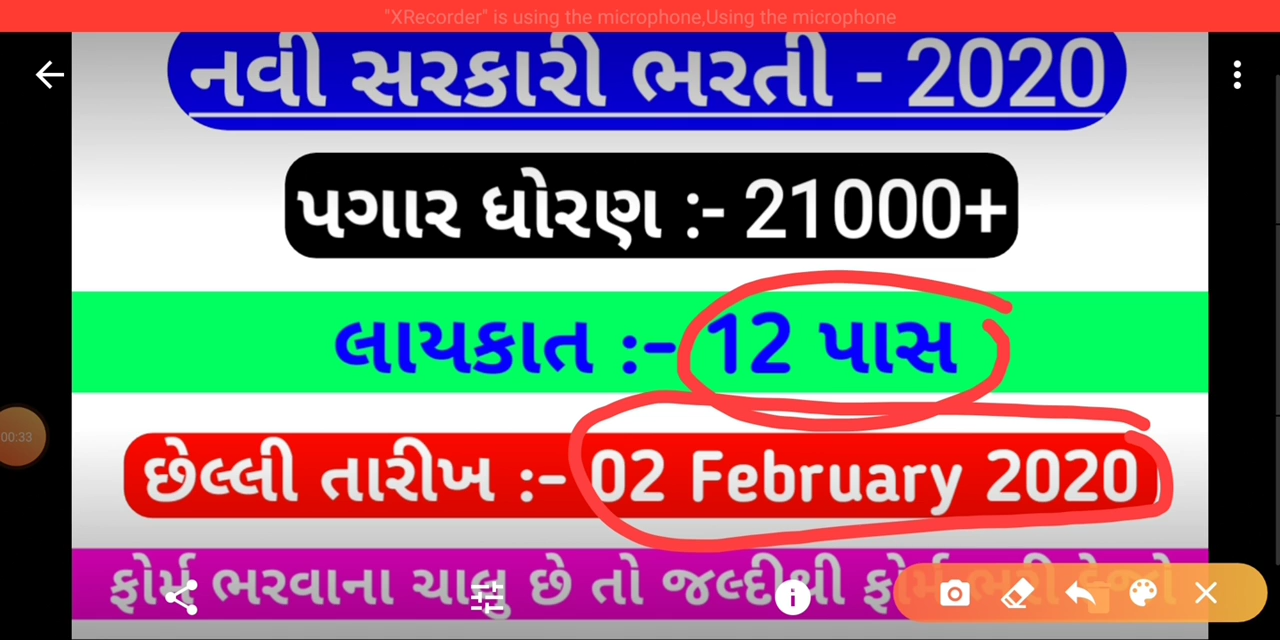 "XRecorder" is using the microphone,Using the microphone
નવી સરકારી ભરતી - 2020
પગાર ધોરણ :- 21000+
લાયકાત :- 12 પાસ
છેલ્લી તારીખ :- 02 February 2020
00:33
ફોર્મ ભરવાના ચાલુ છે તો જલ્દીથી ફોર્મ ભરી